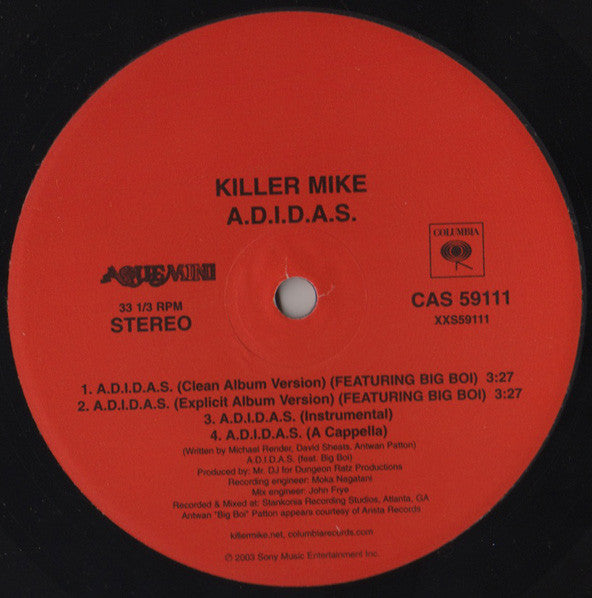 KILLER MIKE
A.D.I.D.A.S.
AQUEMINI
COLUMBIA
33 1/3 RPM
STEREO
CAS 59111
XXS59111
1. A.D.I.D.A.S. (Clean Album Version) (FEATURING BIG BOI) 3:27
2. A.D.I.D.A.S. (Explicit Album Version) (FEATURING BIG BOI) 3:27
3. A.D.I.D.A.S. (Instrumental)
4. A.D.I.D.A.S. (A Cappella)
(Written by Michael Render, David Sheats, Antwan Patton)
A.D.I.D.A.S. (feat. Big Boi)
Produced by: Mr. DJ for Dungeon Ratz Productions
Recording engineer: Moka Nagatani
Mix engineer: John Frye
Recorded & Mixed at: Stankonia Recording Studios, Atlanta, GA
Antwan "Big Boi" Patton appears courtesy of Arista Records
killermike.net, columbiarecords.com
℗ 2003 Sony Music Entertainment Inc.